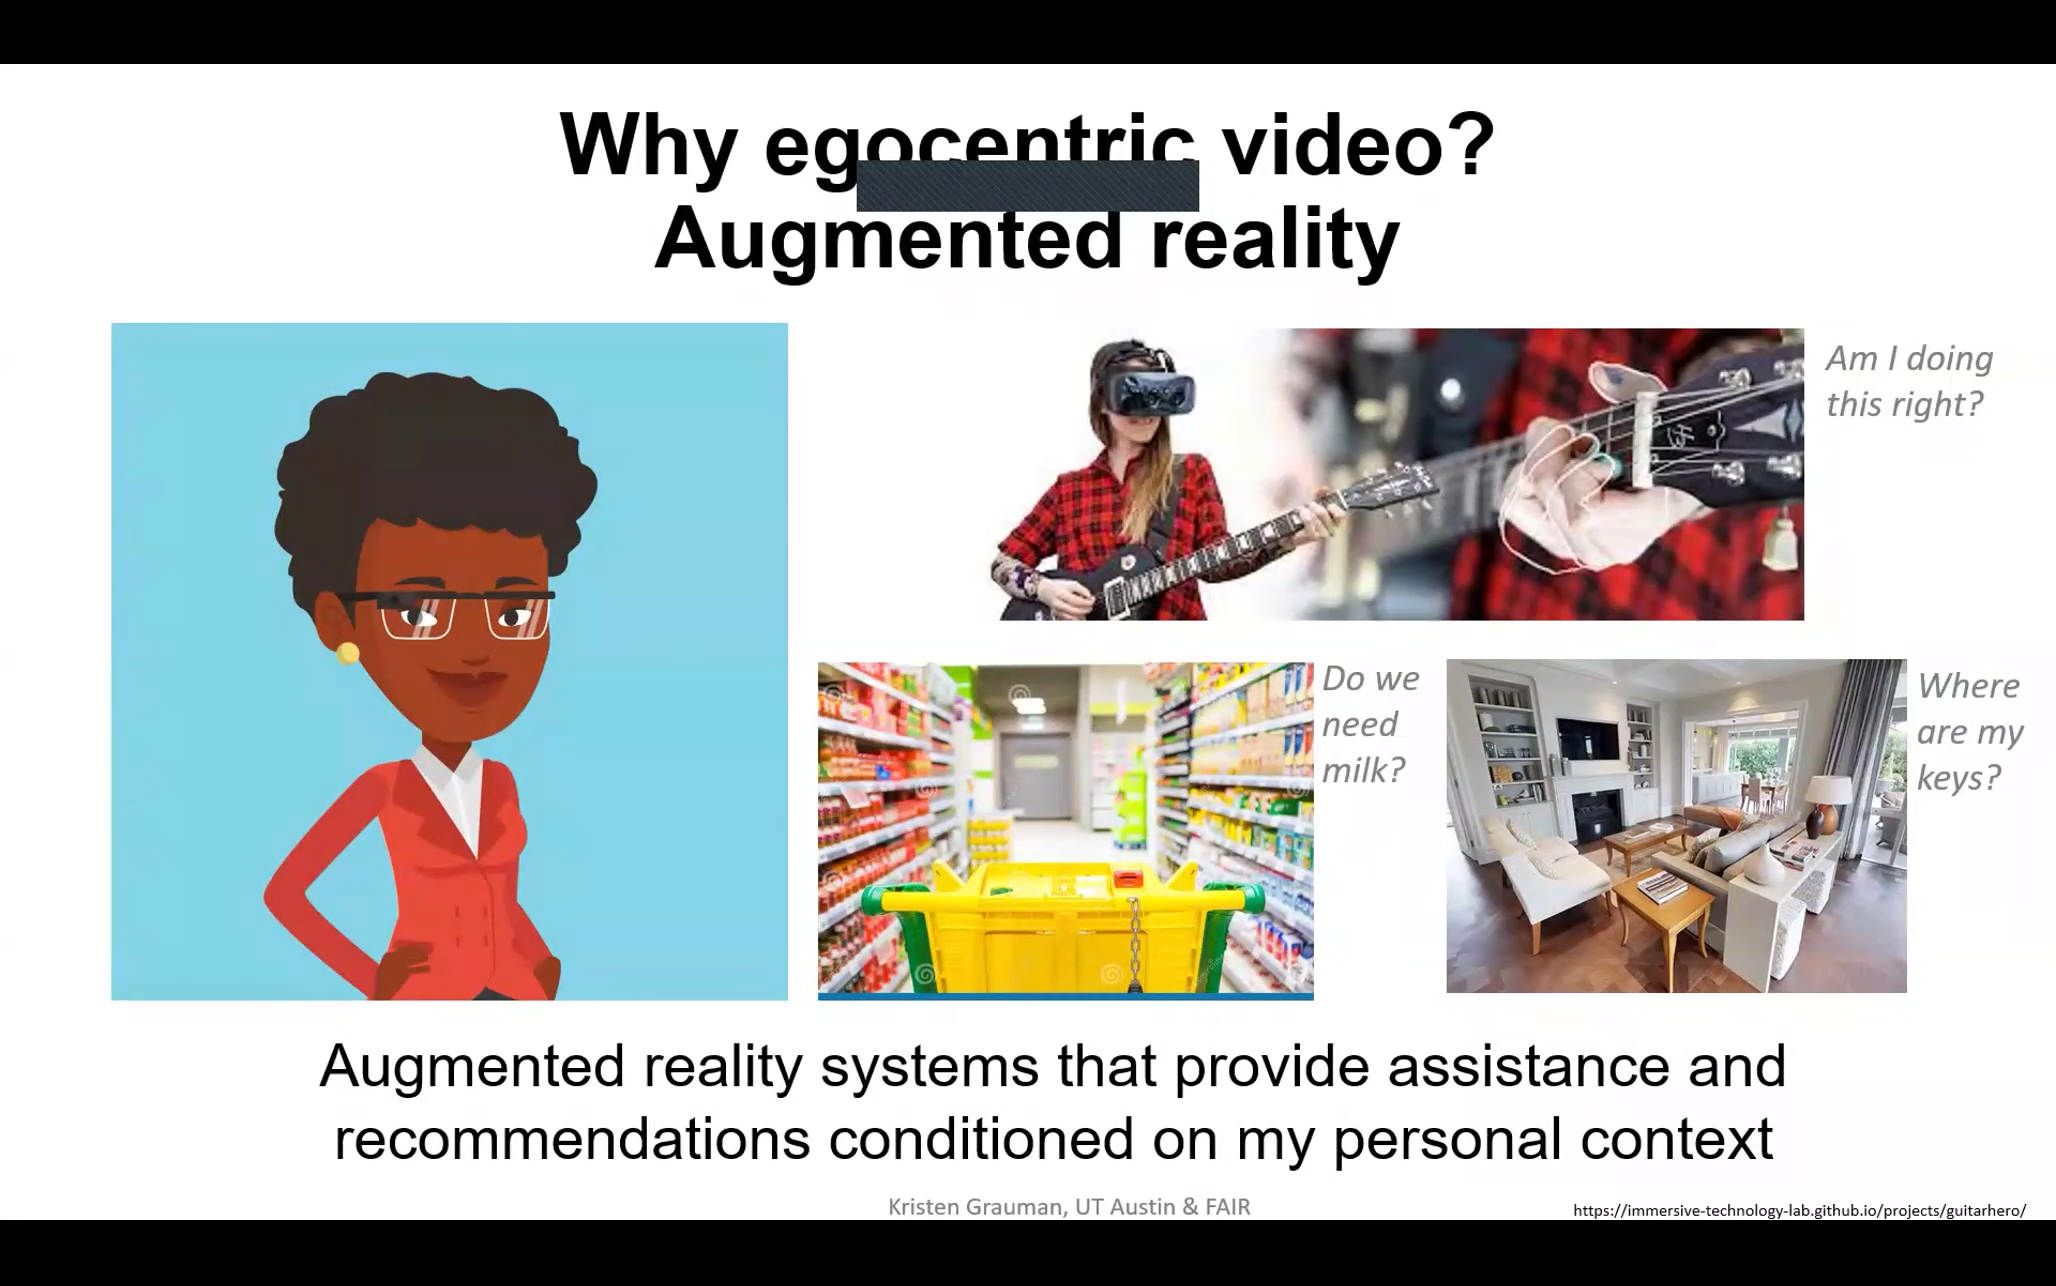 Why egocentric video?
Augmented reality
Am I doing
this right?
Do we
need
milk?
Where
are my
keys?
Augmented reality systems that provide assistance and
recommendations conditioned on my personal context
Kristen Grauman, UT Austin & FAIR
https://immersive-technology-lab.github.io/projects/guitarhero/